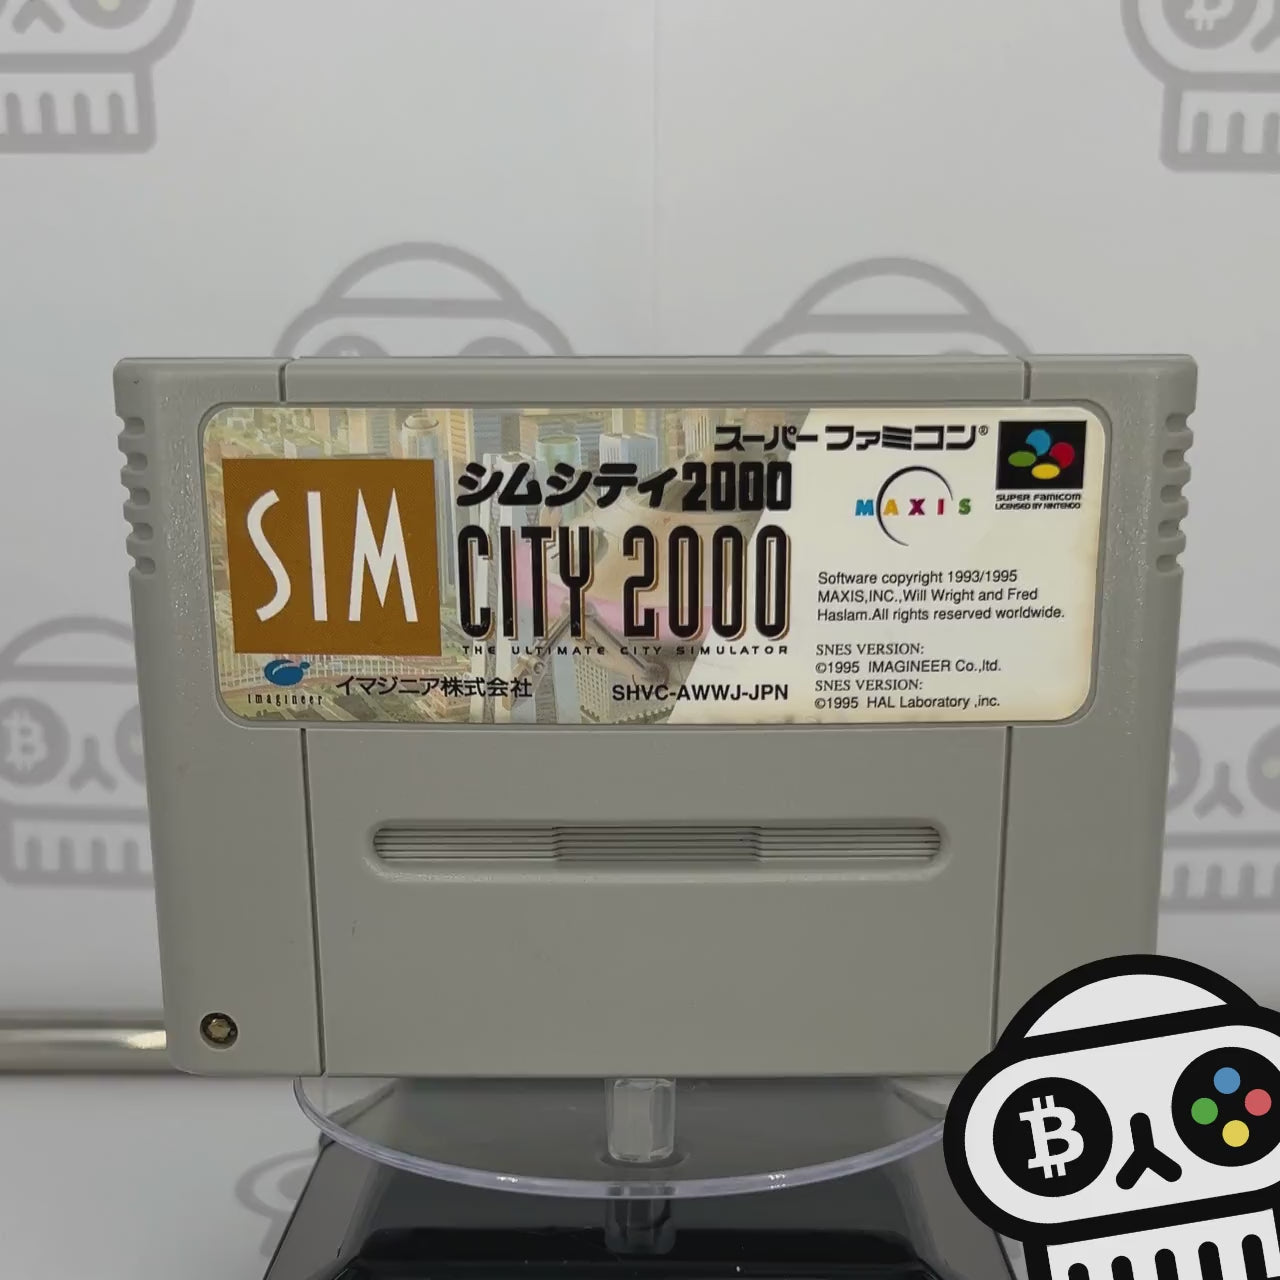 スーパーファミコン®
SUPER FAMICOM
LICENSED BY NINTENDO
シムシティ2000
SIM
CITY 2000
THE ULTIMATE CITY SIMULATOR
MAXIS
Software copyright 1993/1995
MAXIS,INC.,Will Wright and Fred
Haslam.All rights reserved worldwide.
SNES VERSION:
©1995 IMAGINEER Co.,ltd.
SNES VERSION:
©1995 HAL Laboratory ,inc.
imagineer
イマジニア株式会社
SHVC-AWWJ-JPN